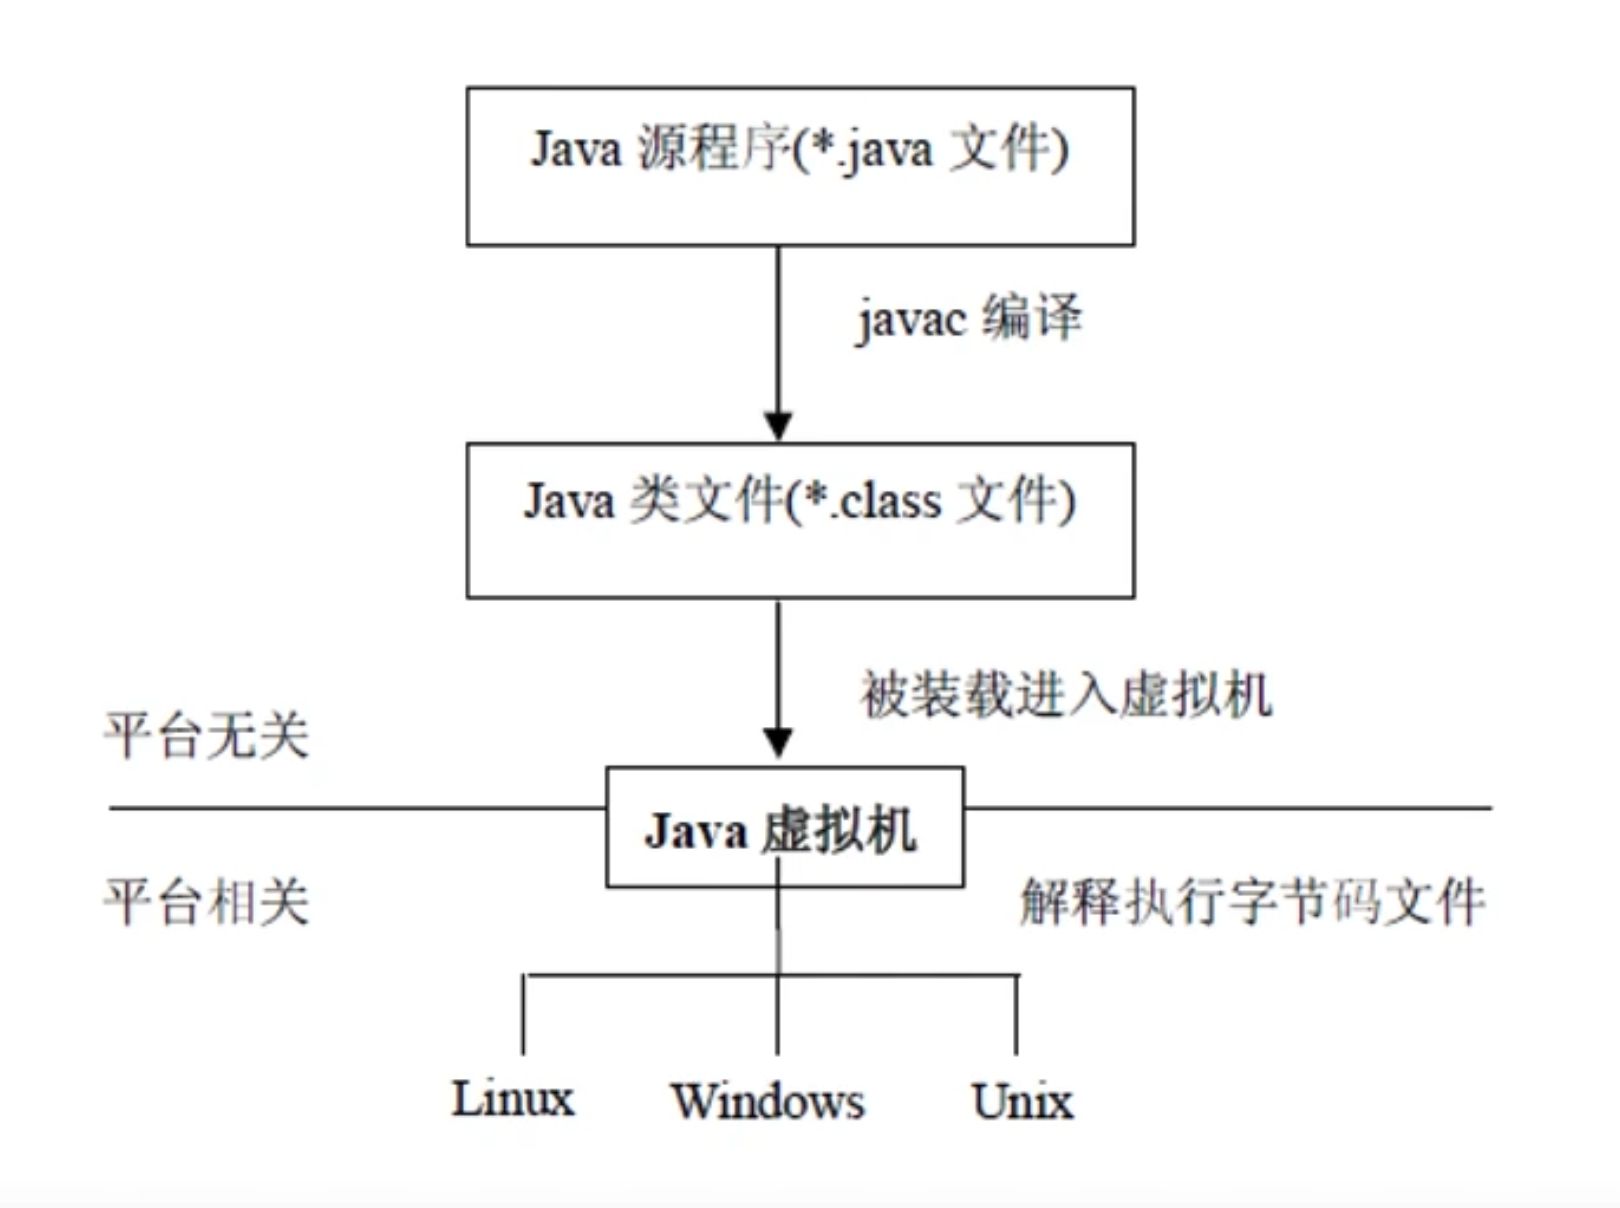 Java 源程序(*.java 文件)
javac 编译
Java 类文件(*.class 文件)
被装载进入虚拟机
平台无关
Java 虚拟机
平台相关
解释执行字节码文件
Linux Windows Unix